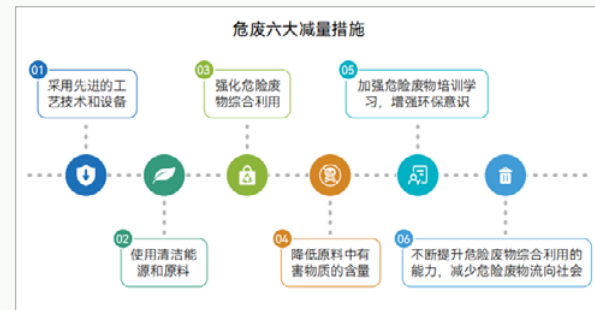 危废六大减量措施
01
采用先进的工
艺技术和设备
02
使用清洁能
源和原料
03
强化危险废
物综合利用
04
降低原料中有
害物质的含量
05
加强危险废物培训学
习，增强环保意识
06
不断提升危险废物综合利用的
能力，减少危险废物流向社会